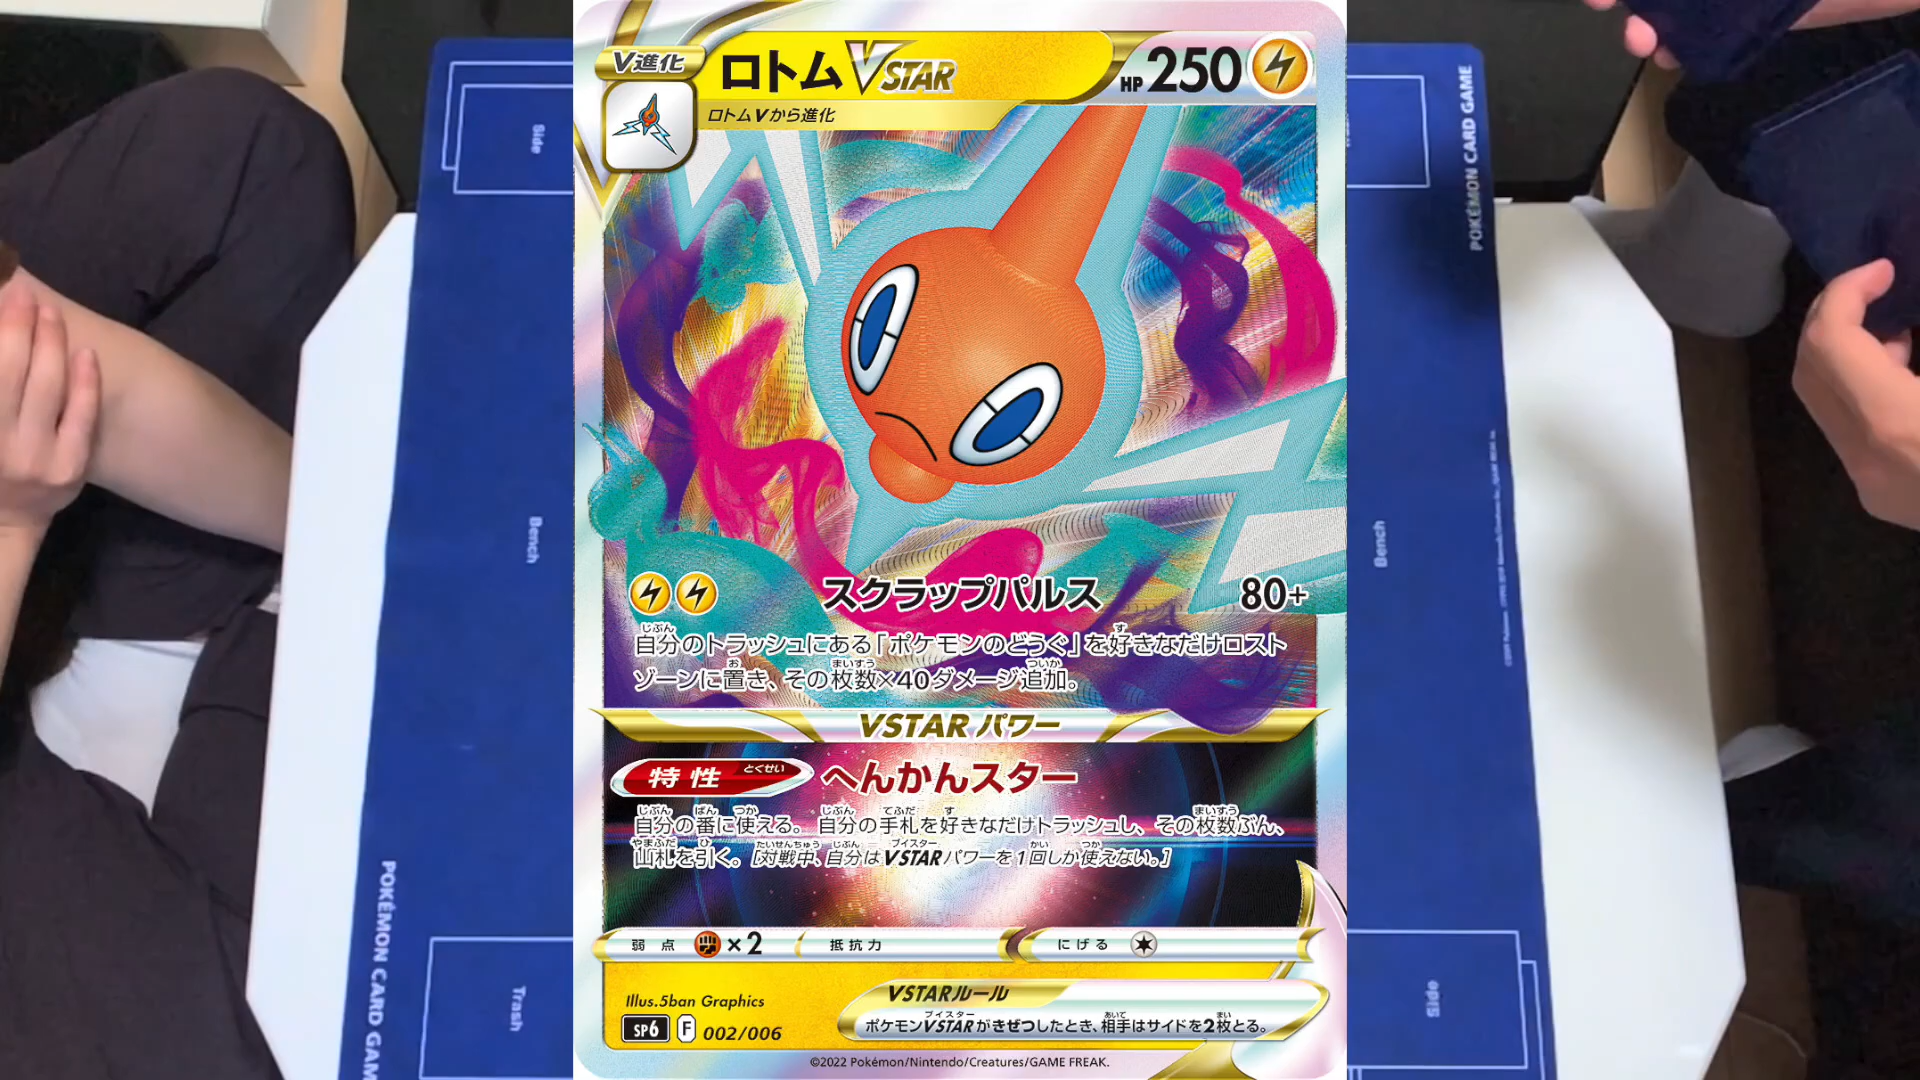 V進化
ロトムVSTAR
HP 250
ロトムVから進化
スクラップパルス 80+
自分のトラッシュにある「ポケモンのどうぐ」を好きなだけロスト
ゾーンに置き、その枚数×40ダメージ追加。
VSTARパワー
特性 とくせい へんかんスター
自分の番に使える。自分の手札を好きなだけトラッシュし、その枚数ぶん、
山札を引く。[対戦中、自分はVSTARパワーを1回しか使えない。]
弱点 ×2 抵抗力 にげる
Illus.5ban Graphics
VSTARルール
ポケモンVSTARがきぜつしたとき、相手はサイドを2枚とる。
SP6 F 002/006
©2022 Pokémon/Nintendo/Creatures/GAME FREAK.
Side
Bench
Trash
POKÉMON CARD GAM
POKÉMON CARD GAME
Bench
Side